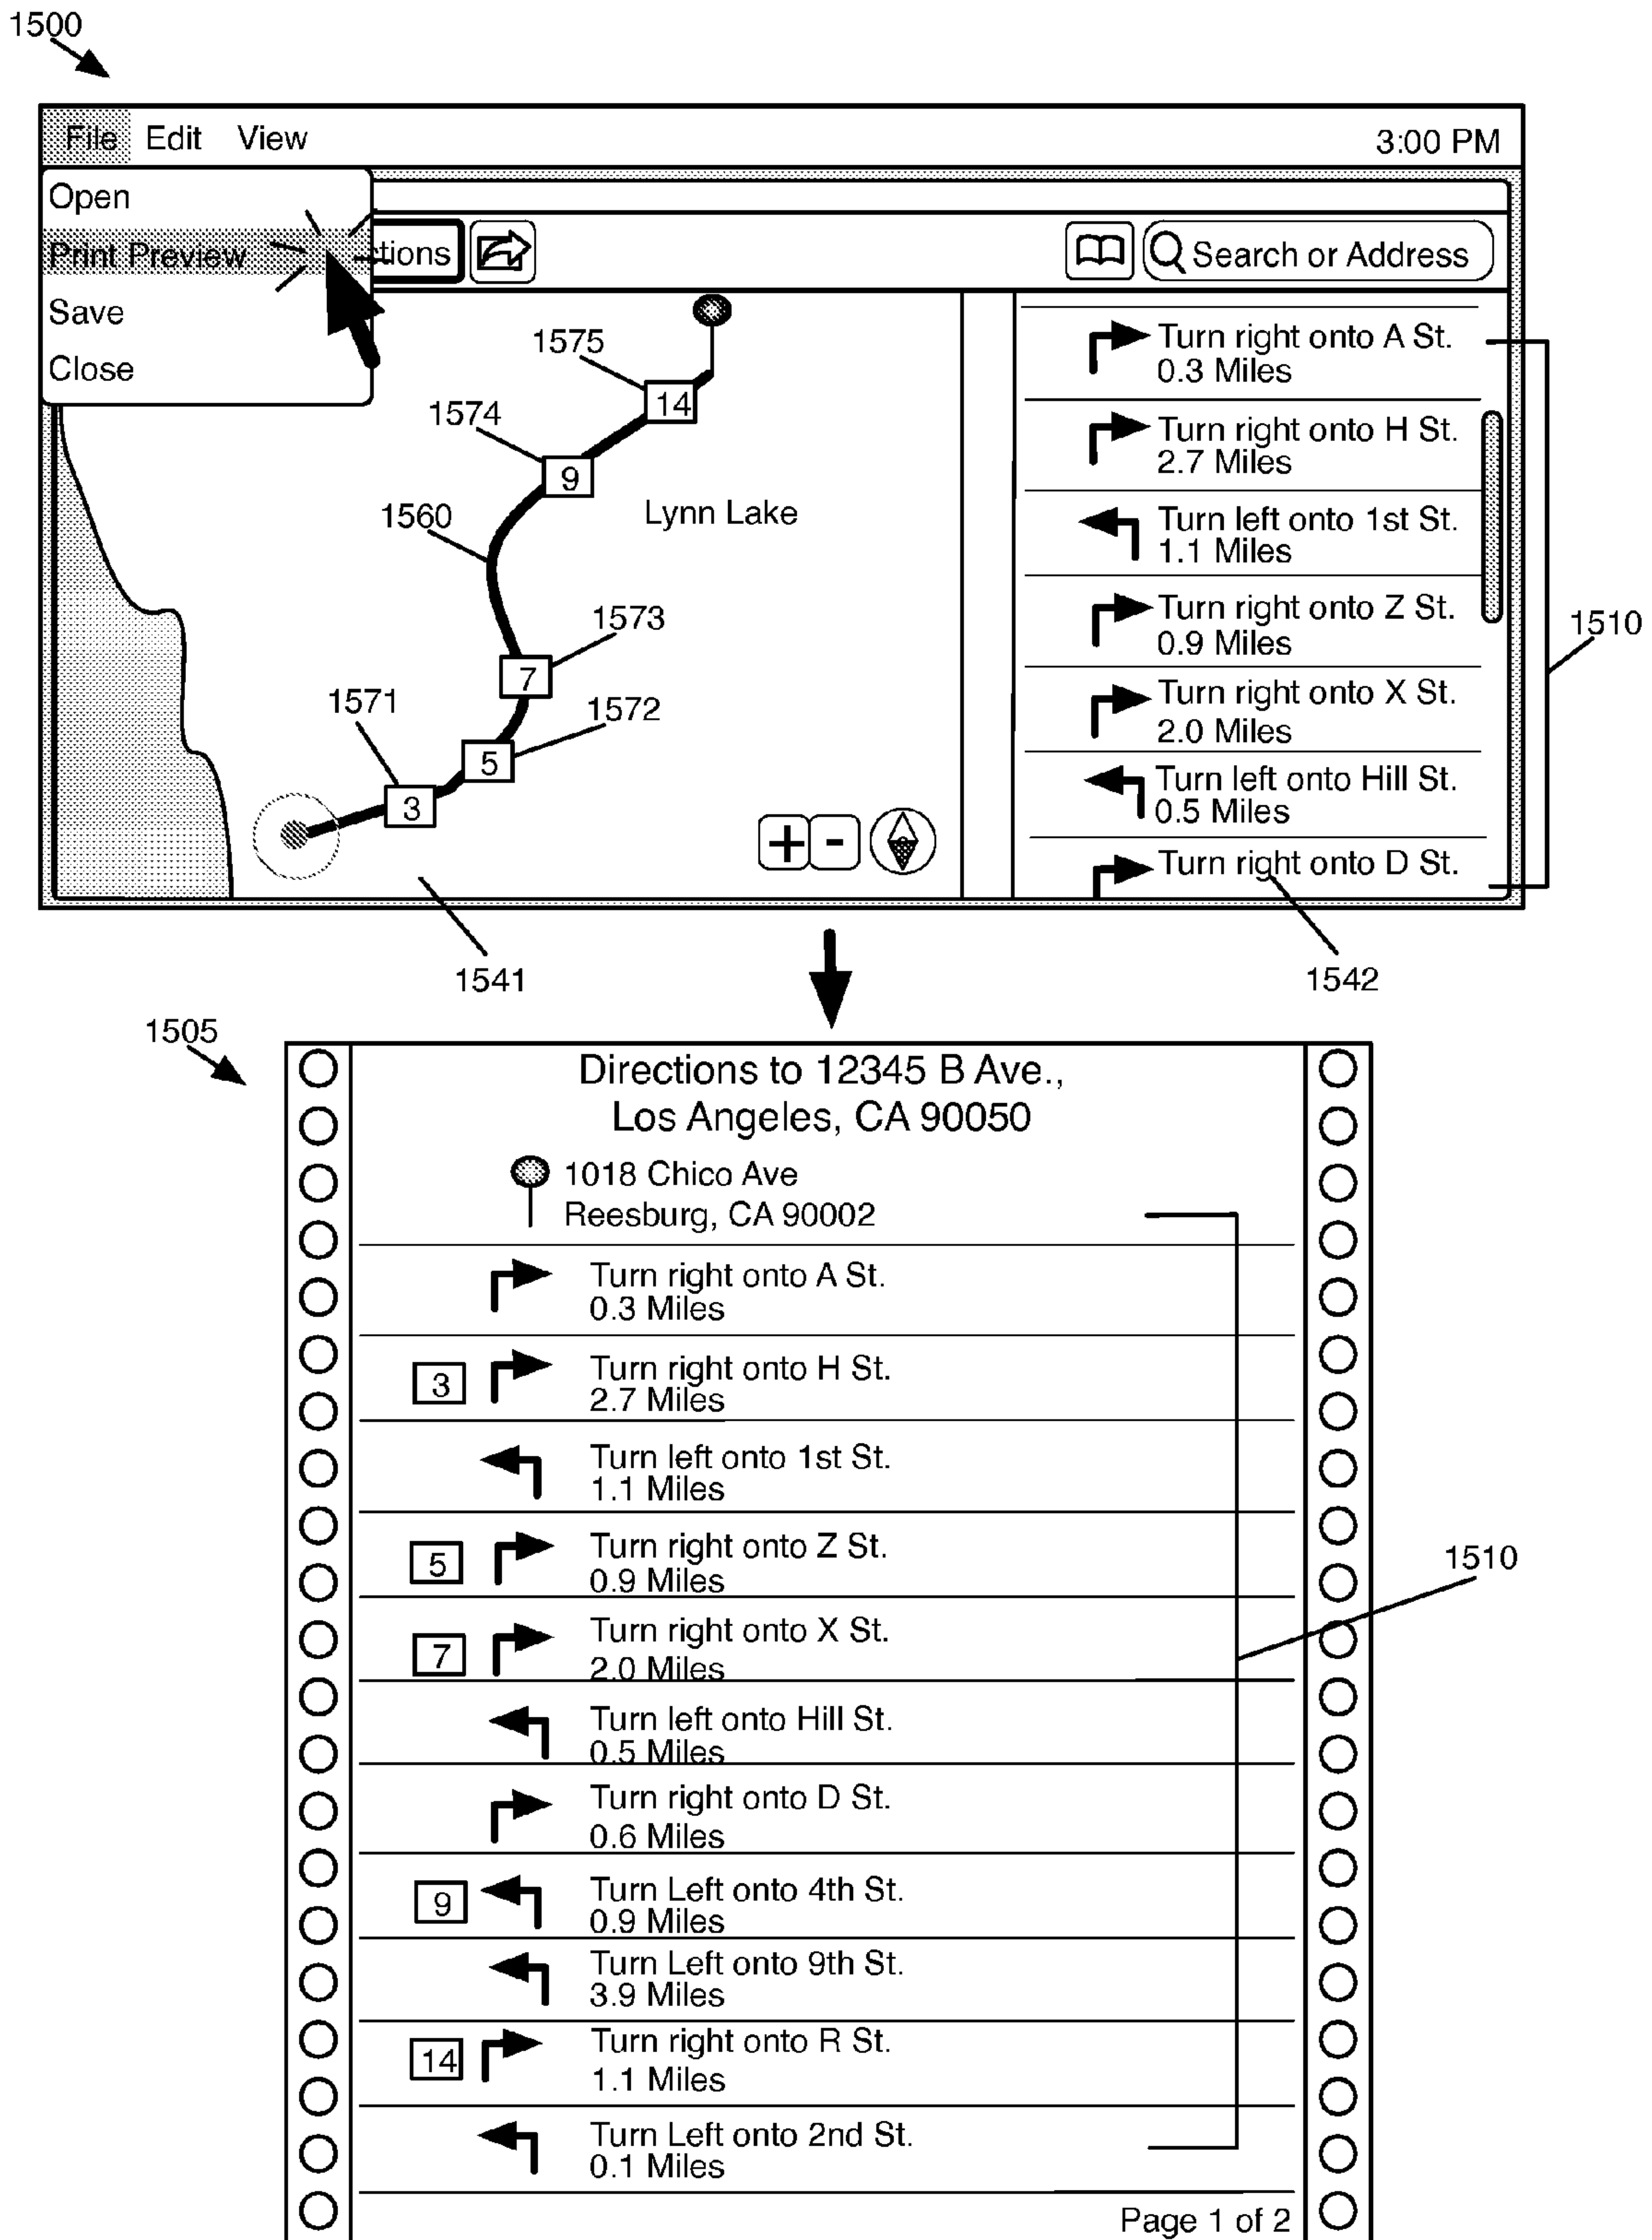 1500
File Edit View
3:00 PM
Open
Print Preview
Save
Close
ctions
Search or Address
1575
14
1574
9
1560
Lynn Lake
1573
7
1571
1572
5
3
+ -
Turn right onto A St.
0.3 Miles
Turn right onto H St.
2.7 Miles
Turn left onto 1st St.
1.1 Miles
Turn right onto Z St.
0.9 Miles
Turn right onto X St.
2.0 Miles
Turn left onto Hill St.
0.5 Miles
Turn right onto D St.
1510
1541
1542
1505
Directions to 12345 B Ave.,
Los Angeles, CA 90050
1018 Chico Ave
Reesburg, CA 90002
Turn right onto A St.
0.3 Miles
3
Turn right onto H St.
2.7 Miles
Turn left onto 1st St.
1.1 Miles
5
Turn right onto Z St.
0.9 Miles
7
Turn right onto X St.
2.0 Miles
Turn left onto Hill St.
0.5 Miles
Turn right onto D St.
0.6 Miles
9
Turn Left onto 4th St.
0.9 Miles
Turn Left onto 9th St.
3.9 Miles
14
Turn right onto R St.
1.1 Miles
Turn Left onto 2nd St.
0.1 Miles
1510
Page 1 of 2